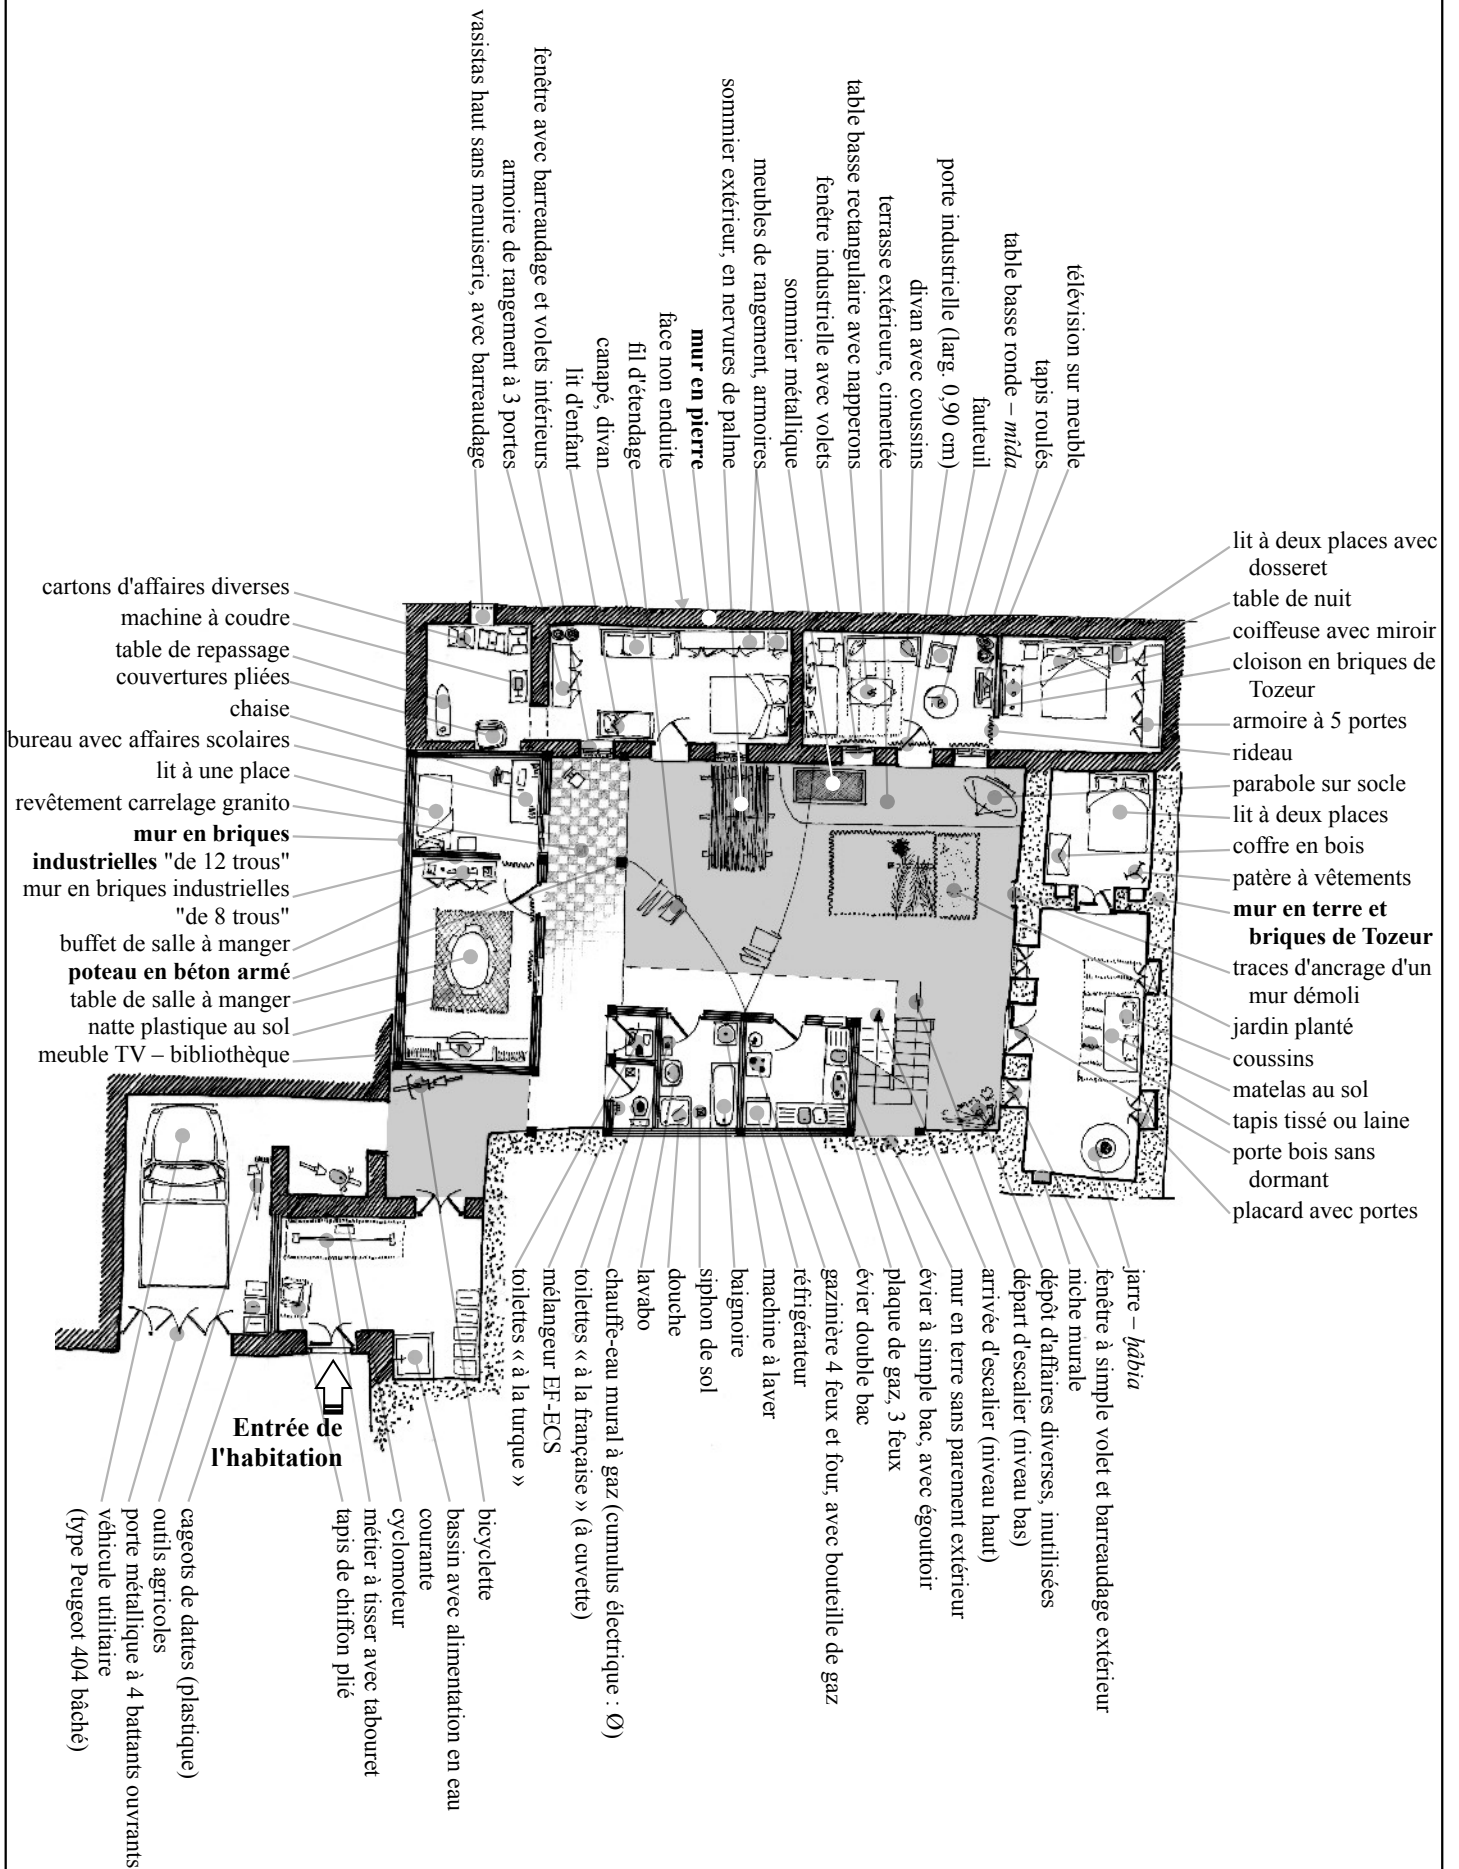 vasistas haut sans menuiserie, avec barreaudage
armoire de rangement à 3 portes
fenêtre avec barreaudage et volets intérieurs
lit d'enfant
canapé, divan
fil d'étendage
face non enduite
mur en pierre
sommier extérieur, en nervures de palme
meubles de rangement, armoires
sommier métallique
fenêtre industrielle avec volets
table basse rectangulaire avec napperons
terrasse extérieure, cimentée
divan avec coussins
porte industrielle (larg. 0,90 cm)
fauteuil
table basse ronde – mîda
tapis roulés
télévision sur meuble
lit à deux places avec
dosseret
table de nuit
coiffeuse avec miroir
cloison en briques de
Tozeur
armoire à 5 portes
rideau
parabole sur socle
lit à deux places
coffre en bois
patère à vêtements
mur en terre et
briques de Tozeur
traces d'ancrage d'un
mur démoli
jardin planté
coussins
matelas au sol
tapis tissé ou laine
porte bois sans
dormant
placard avec portes
cartons d'affaires diverses
machine à coudre
table de repassage
couvertures pliées
chaise
bureau avec affaires scolaires
lit à une place
revêtement carrelage granito
mur en briques
industrielles "de 12 trous"
mur en briques industrielles
"de 8 trous"
buffet de salle à manger
poteau en béton armé
table de salle à manger
natte plastique au sol
meuble TV – bibliothèque
Entrée de
l'habitation
jarre – ḫâbia
fenêtre à simple volet et barreaudage extérieur
niche murale
dépôt d'affaires diverses, inutilisées
départ d'escalier (niveau bas)
arrivée d'escalier (niveau haut)
mur en terre sans parement extérieur
évier à simple bac, avec égouttoir
plaque de gaz, 3 feux
évier double bac
gazinière 4 feux et four, avec bouteille de gaz
réfrigérateur
machine à laver
baignoire
siphon de sol
douche
lavabo
chauffe-eau mural à gaz (cumulus électrique : Ø)
toilettes « à la française » (à cuvette)
mélangeur EF-ECS
toilettes « à la turque »
bicyclette
bassin avec alimentation en eau
courante
cyclomoteur
métier à tisser avec tabouret
tapis de chiffon plié
cageots de dattes (plastique)
outils agricoles
porte métallique à 4 battants ouvrants
véhicule utilitaire
(type Peugeot 404 bâché)